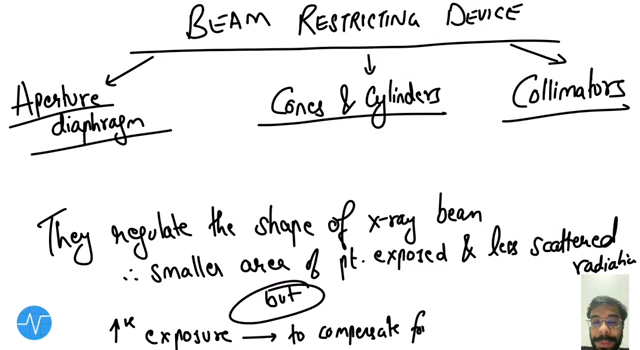 BEAM RESTRICTING DEVICE
Aperture diaphragm
Cones & Cylinders
Collimators
They regulate the shape of x-ray bean
∴ smaller area of pt. exposed & less scattered
radiation
but
↑ exposure → to compensate for